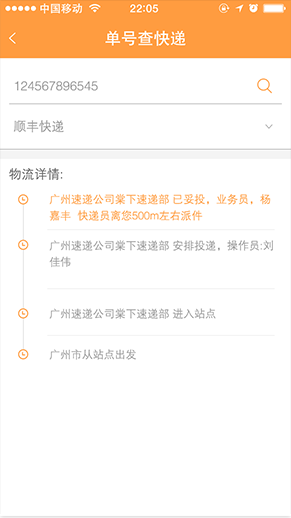 中国移动 22:05
单号查快递
124567896545
顺丰快递
物流详情:
广州速递公司棠下速递部 已妥投，业务员，杨
嘉丰 快递员离您500m左右派件
广州速递公司棠下速递部 安排投递，操作员:刘
佳伟
广州速递公司棠下速递部 进入站点
广州市从站点出发